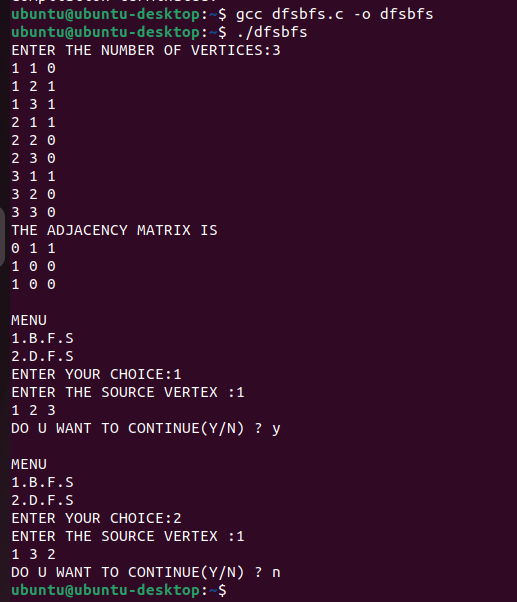 ubuntu@ubuntu-desktop:~$ gcc dfsbfs.c -o dfsbfs
ubuntu@ubuntu-desktop:~$ ./dfsbfs
ENTER THE NUMBER OF VERTICES:3
1 1 0
1 2 1
1 3 1
2 1 1
2 2 0
2 3 0
3 1 1
3 2 0
3 3 0
THE ADJACENCY MATRIX IS
0 1 1
1 0 0
1 0 0
MENU
1.B.F.S
2.D.F.S
ENTER YOUR CHOICE:1
ENTER THE SOURCE VERTEX :1
1 2 3
DO U WANT TO CONTINUE(Y/N) ? y
MENU
1.B.F.S
2.D.F.S
ENTER YOUR CHOICE:2
ENTER THE SOURCE VERTEX :1
1 3 2
DO U WANT TO CONTINUE(Y/N) ? n
ubuntu@ubuntu-desktop:~$